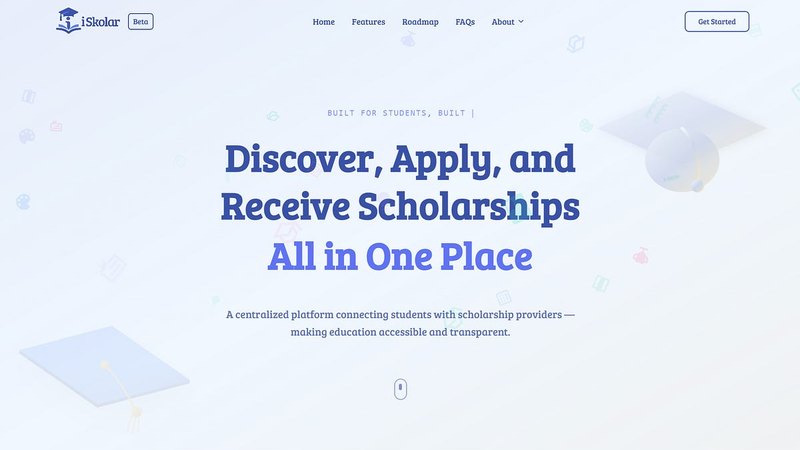 iSkolar
Beta
Home
Features
Roadmap
FAQs
About
Get Started
BUILT FOR STUDENTS, BUILT |
Discover, Apply, and
Receive Scholarships
All in One Place
A centralized platform connecting students with scholarship providers —
making education accessible and transparent.